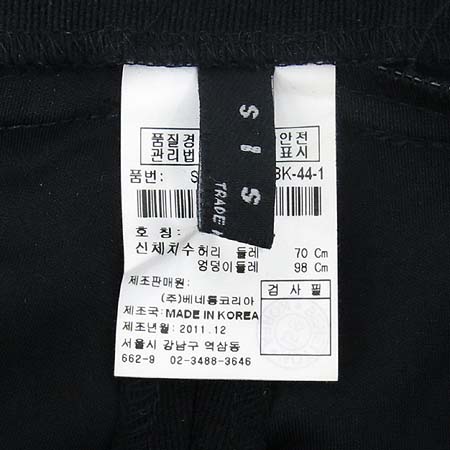 SIS
TRADE
품질경 안전
관리법 표시
품번: S BK-44-1
호 칭:
신체치수 허리 둘레 70 Cm
엉덩이둘레 98 Cm
제조판매원:
(주)베네통코리아
검 사 필
제조국: MADE IN KOREA
제조년월: 2011.12
서울시 강남구 역삼동
662-9 02-3488-3646